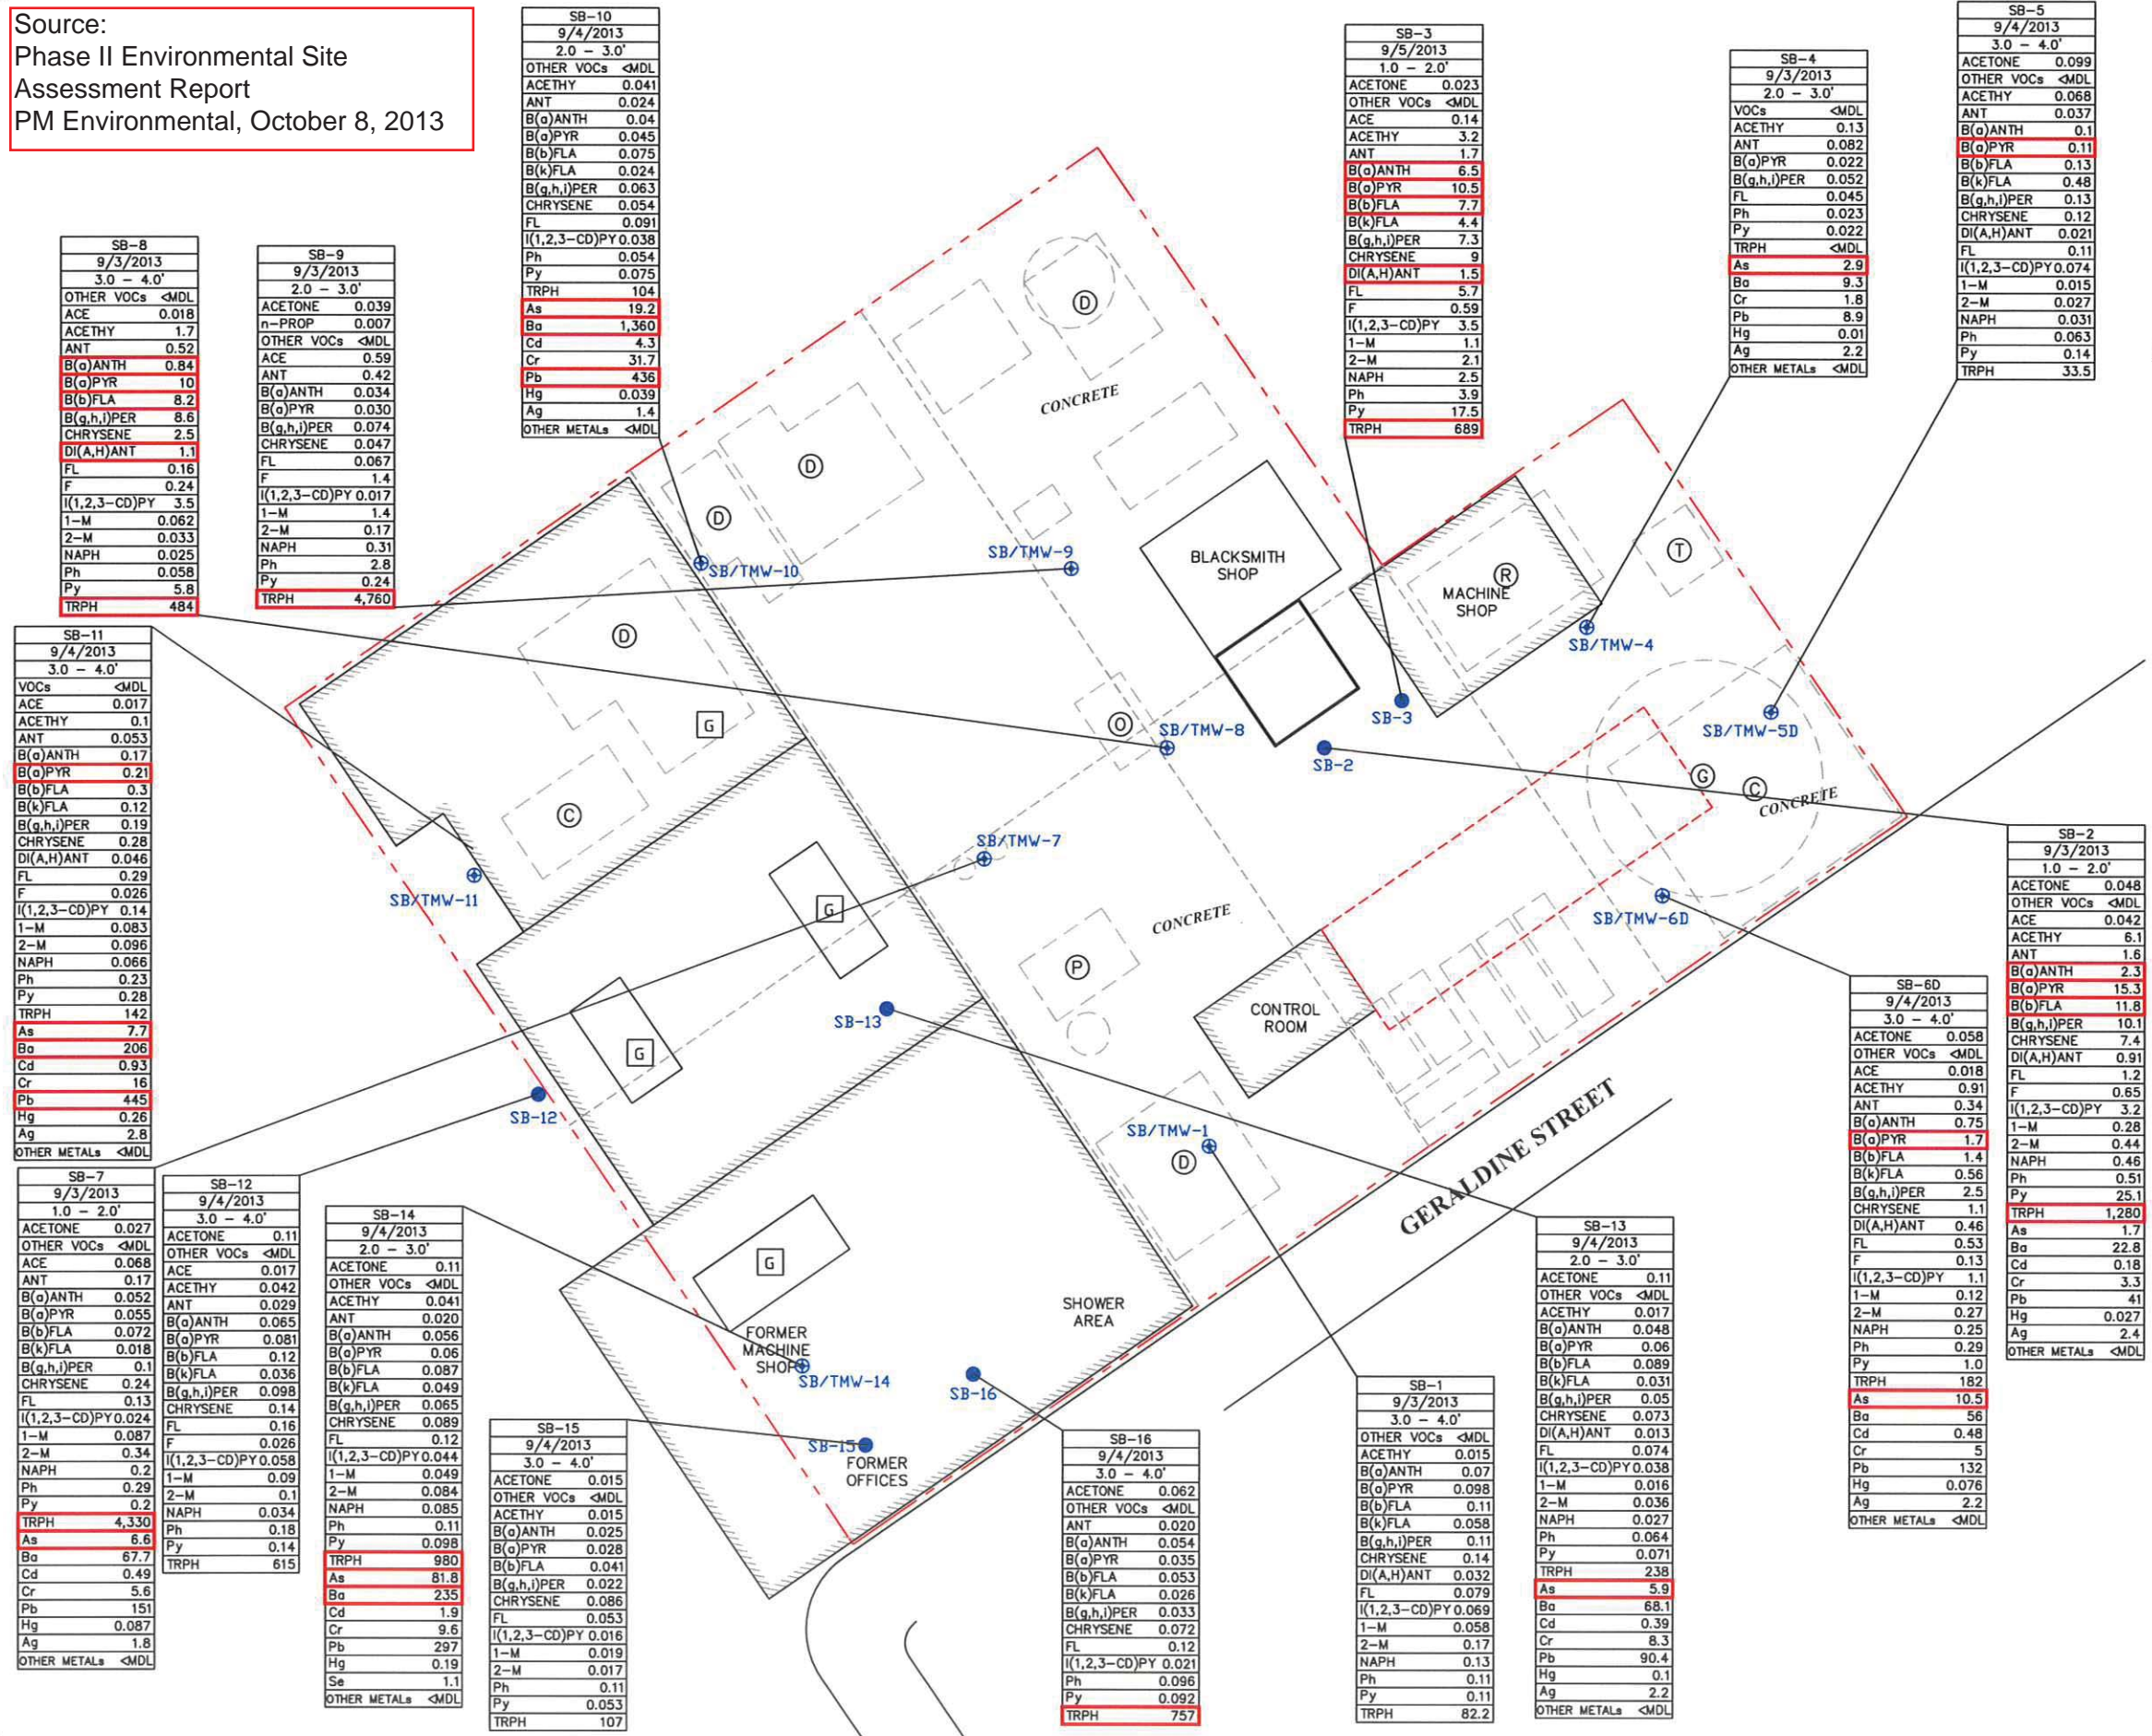 Source:
Phase II Environmental Site
Assessment Report
PM Environmental, October 8, 2013
SB-10
9/4/2013
2.0 - 3.0'
OTHER VOCs <MDL
ACETHY 0.041
ANT 0.024
B(a)ANTH 0.04
B(a)PYR 0.045
B(b)FLA 0.075
B(k)FLA 0.024
B(g,h,i)PER 0.063
CHRYSENE 0.054
FL 0.091
I(1,2,3-CD)PY 0.038
Ph 0.054
Py 0.075
TRPH 104
As 19.2
Ba 1,360
Cd 4.3
Cr 31.7
Pb 436
Hg 0.039
Ag 1.4
OTHER METALs <MDL
SB-3
9/5/2013
1.0 - 2.0'
ACETONE 0.023
OTHER VOCs <MDL
ACE 0.14
ACETHY 3.2
ANT 1.7
B(a)ANTH 6.5
B(a)PYR 10.5
B(b)FLA 7.7
B(k)FLA 4.4
B(g,h,i)PER 7.3
CHRYSENE 9
DI(A,H)ANT 1.5
FL 5.7
F 0.59
I(1,2,3-CD)PY 3.5
1-M 1.1
2-M 2.1
NAPH 2.5
Ph 3.9
Py 17.5
TRPH 689
SB-4
9/3/2013
2.0 - 3.0'
VOCs <MDL
ACETHY 0.13
ANT 0.082
B(a)PYR 0.022
B(g,h,i)PER 0.052
FL 0.045
Ph 0.023
Py 0.022
TRPH <MDL
As 2.9
Ba 9.3
Cr 1.8
Pb 8.9
Hg 0.01
Ag 2.2
OTHER METALs <MDL
SB-5
9/4/2013
3.0 - 4.0'
ACETONE 0.099
OTHER VOCs <MDL
ACETHY 0.068
ANT 0.037
B(a)ANTH 0.1
B(a)PYR 0.11
B(b)FLA 0.13
B(k)FLA 0.48
B(g,h,i)PER 0.13
CHRYSENE 0.12
DI(A,H)ANT 0.021
FL 0.11
I(1,2,3-CD)PY 0.074
1-M 0.015
2-M 0.027
NAPH 0.031
Ph 0.063
Py 0.14
TRPH 33.5
SB-8
9/3/2013
3.0 - 4.0'
OTHER VOCs <MDL
ACE 0.018
ACETHY 1.7
ANT 0.52
B(a)ANTH 0.84
B(a)PYR 10
B(b)FLA 8.2
B(g,h,i)PER 8.6
CHRYSENE 2.5
DI(A,H)ANT 1.1
FL 0.16
F 0.24
I(1,2,3-CD)PY 3.5
1-M 0.062
2-M 0.033
NAPH 0.025
Ph 0.058
Py 5.8
TRPH 484
SB-9
9/3/2013
2.0 - 3.0'
ACETONE 0.039
n-PROP 0.007
OTHER VOCs <MDL
ACE 0.59
ANT 0.42
B(a)ANTH 0.034
B(a)PYR 0.030
B(g,h,i)PER 0.074
CHRYSENE 0.047
FL 0.067
F 1.4
I(1,2,3-CD)PY 0.017
1-M 1.4
2-M 0.17
NAPH 0.31
Ph 2.8
Py 0.24
TRPH 4,760
SB-11
9/4/2013
3.0 - 4.0'
VOCs <MDL
ACE 0.017
ACETHY 0.1
ANT 0.053
B(a)ANTH 0.17
B(a)PYR 0.21
B(b)FLA 0.3
B(k)FLA 0.12
B(g,h,i)PER 0.19
CHRYSENE 0.28
DI(A,H)ANT 0.046
FL 0.29
F 0.026
I(1,2,3-CD)PY 0.14
1-M 0.083
2-M 0.096
NAPH 0.066
Ph 0.23
Py 0.28
TRPH 142
As 7.7
Ba 206
Cd 0.93
Cr 16
Pb 445
Hg 0.26
Ag 2.8
OTHER METALs <MDL
D
CONCRETE
D
D
SB/TMW-10
SB/TMW-9
BLACKSMITH
SHOP
R
MACHINE
SHOP
T
SB/TMW-4
D
G
O
SB/TMW-8
SB-3
SB-2
SB/TMW-5D
G
C
CONCRETE
C
SB/TMW-7
SB/TMW-11
G
CONCRETE
SB/TMW-6D
P
SB-13
CONTROL
ROOM
G
SB-12
SB/TMW-1
D
GERALDINE STREET
G
SHOWER
AREA
FORMER
MACHINE
SHOP
SB/TMW-14
SB-16
SB-15
FORMER
OFFICES
SB-2
9/3/2013
1.0 - 2.0'
ACETONE 0.048
OTHER VOCs <MDL
ACE 0.042
ACETHY 6.1
ANT 1.6
B(a)ANTH 2.3
B(a)PYR 15.3
B(b)FLA 11.8
B(g,h,i)PER 10.1
CHRYSENE 7.4
DI(A,H)ANT 0.91
FL 1.2
F 0.65
I(1,2,3-CD)PY 3.2
1-M 0.28
2-M 0.44
NAPH 0.46
Ph 0.51
Py 25.1
TRPH 1,280
As 1.7
Ba 22.8
Cd 0.18
Cr 3.3
Pb 41
Hg 0.027
Ag 2.4
OTHER METALs <MDL
SB-6D
9/4/2013
3.0 - 4.0'
ACETONE 0.058
OTHER VOCs <MDL
ACE 0.018
ACETHY 0.91
ANT 0.34
B(a)ANTH 0.75
B(a)PYR 1.7
B(b)FLA 1.4
B(k)FLA 0.56
B(g,h,i)PER 2.5
CHRYSENE 1.1
DI(A,H)ANT 0.46
FL 0.53
F 0.13
I(1,2,3-CD)PY 1.1
1-M 0.12
2-M 0.27
NAPH 0.25
Ph 0.29
Py 1.0
TRPH 182
As 10.5
Ba 56
Cd 0.48
Cr 5
Pb 132
Hg 0.076
Ag 2.2
OTHER METALs <MDL
SB-7
9/3/2013
1.0 - 2.0'
ACETONE 0.027
OTHER VOCs <MDL
ACE 0.068
ANT 0.17
B(a)ANTH 0.052
B(a)PYR 0.055
B(b)FLA 0.072
B(k)FLA 0.018
B(g,h,i)PER 0.1
CHRYSENE 0.24
FL 0.13
I(1,2,3-CD)PY 0.024
1-M 0.087
2-M 0.34
NAPH 0.2
Ph 0.29
Py 0.2
TRPH 4,330
As 6.6
Ba 67.7
Cd 0.49
Cr 5.6
Pb 151
Hg 0.087
Ag 1.8
OTHER METALs <MDL
SB-12
9/4/2013
3.0 - 4.0'
ACETONE 0.11
OTHER VOCs <MDL
ACE 0.017
ACETHY 0.042
ANT 0.029
B(a)ANTH 0.065
B(a)PYR 0.081
B(b)FLA 0.12
B(k)FLA 0.036
B(g,h,i)PER 0.098
CHRYSENE 0.14
FL 0.16
F 0.026
I(1,2,3-CD)PY 0.058
1-M 0.09
2-M 0.1
NAPH 0.034
Ph 0.18
Py 0.14
TRPH 615
SB-14
9/4/2013
2.0 - 3.0'
ACETONE 0.11
OTHER VOCs <MDL
ACETHY 0.041
ANT 0.020
B(a)ANTH 0.056
B(a)PYR 0.06
B(b)FLA 0.087
B(k)FLA 0.049
B(g,h,i)PER 0.065
CHRYSENE 0.089
FL 0.12
I(1,2,3-CD)PY 0.044
1-M 0.049
2-M 0.084
NAPH 0.085
Ph 0.11
Py 0.098
TRPH 980
As 81.8
Ba 235
Cd 1.9
Cr 9.6
Pb 297
Hg 0.19
Se 1.1
OTHER METALs <MDL
SB-15
9/4/2013
3.0 - 4.0'
ACETONE 0.015
OTHER VOCs <MDL
ACETHY 0.015
B(a)ANTH 0.025
B(a)PYR 0.028
B(b)FLA 0.041
B(g,h,i)PER 0.022
CHRYSENE 0.086
FL 0.053
I(1,2,3-CD)PY 0.016
1-M 0.019
2-M 0.017
Ph 0.11
Py 0.053
TRPH 107
SB-16
9/4/2013
3.0 - 4.0'
ACETONE 0.062
OTHER VOCs <MDL
ANT 0.020
B(a)ANTH 0.054
B(a)PYR 0.035
B(b)FLA 0.053
B(k)FLA 0.026
B(g,h,i)PER 0.033
CHRYSENE 0.072
FL 0.12
I(1,2,3-CD)PY 0.021
Ph 0.096
Py 0.092
TRPH 757
SB-1
9/3/2013
3.0 - 4.0'
OTHER VOCs <MDL
ACETHY 0.015
B(a)ANTH 0.07
B(a)PYR 0.098
B(b)FLA 0.11
B(k)FLA 0.058
B(g,h,i)PER 0.11
CHRYSENE 0.14
DI(A,H)ANT 0.032
FL 0.079
I(1,2,3-CD)PY 0.069
1-M 0.058
2-M 0.17
NAPH 0.13
Ph 0.11
Py 0.11
TRPH 82.2
SB-13
9/4/2013
2.0 - 3.0'
ACETONE 0.11
OTHER VOCs <MDL
ACETHY 0.017
B(a)ANTH 0.048
B(a)PYR 0.06
B(b)FLA 0.089
B(k)FLA 0.031
B(g,h,i)PER 0.05
CHRYSENE 0.073
DI(A,H)ANT 0.013
FL 0.074
I(1,2,3-CD)PY 0.038
1-M 0.016
2-M 0.036
NAPH 0.027
Ph 0.064
Py 0.071
TRPH 238
As 5.9
Ba 68.1
Cd 0.39
Cr 8.3
Pb 90.4
Hg 0.1
Ag 2.2
OTHER METALs <MDL